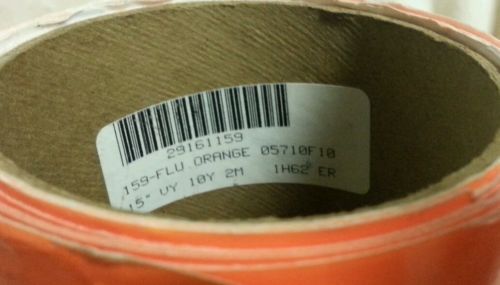 29161159
159-FLU ORANGE 05710F10
15" VY 10Y 2M 1H62 ER